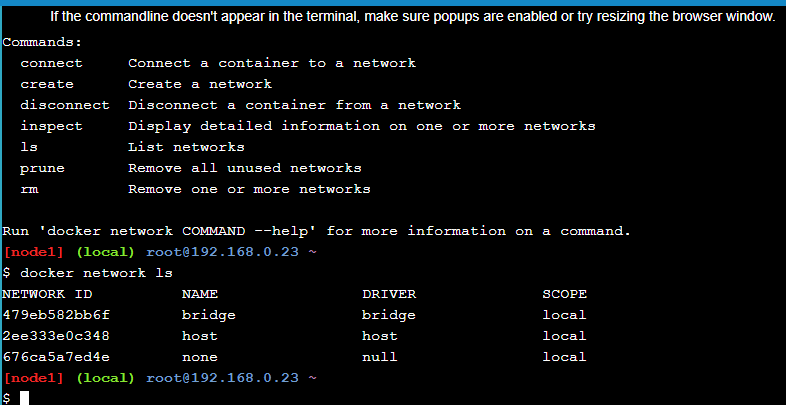 If the commandline doesn't appear in the terminal, make sure popups are enabled or try resizing the browser window.
Commands:
  connect     Connect a container to a network
  create      Create a network
  disconnect  Disconnect a container from a network
  inspect     Display detailed information on one or more networks
  ls          List networks
  prune       Remove all unused networks
  rm          Remove one or more networks

Run 'docker network COMMAND --help' for more information on a command.
[node1] (local) root@192.168.0.23 ~
$ docker network ls
NETWORK ID          NAME                DRIVER              SCOPE
479eb582bb6f        bridge              bridge              local
2ee333e0c348        host                host                local
676ca5a7ed4e        none                null                local
[node1] (local) root@192.168.0.23 ~
$